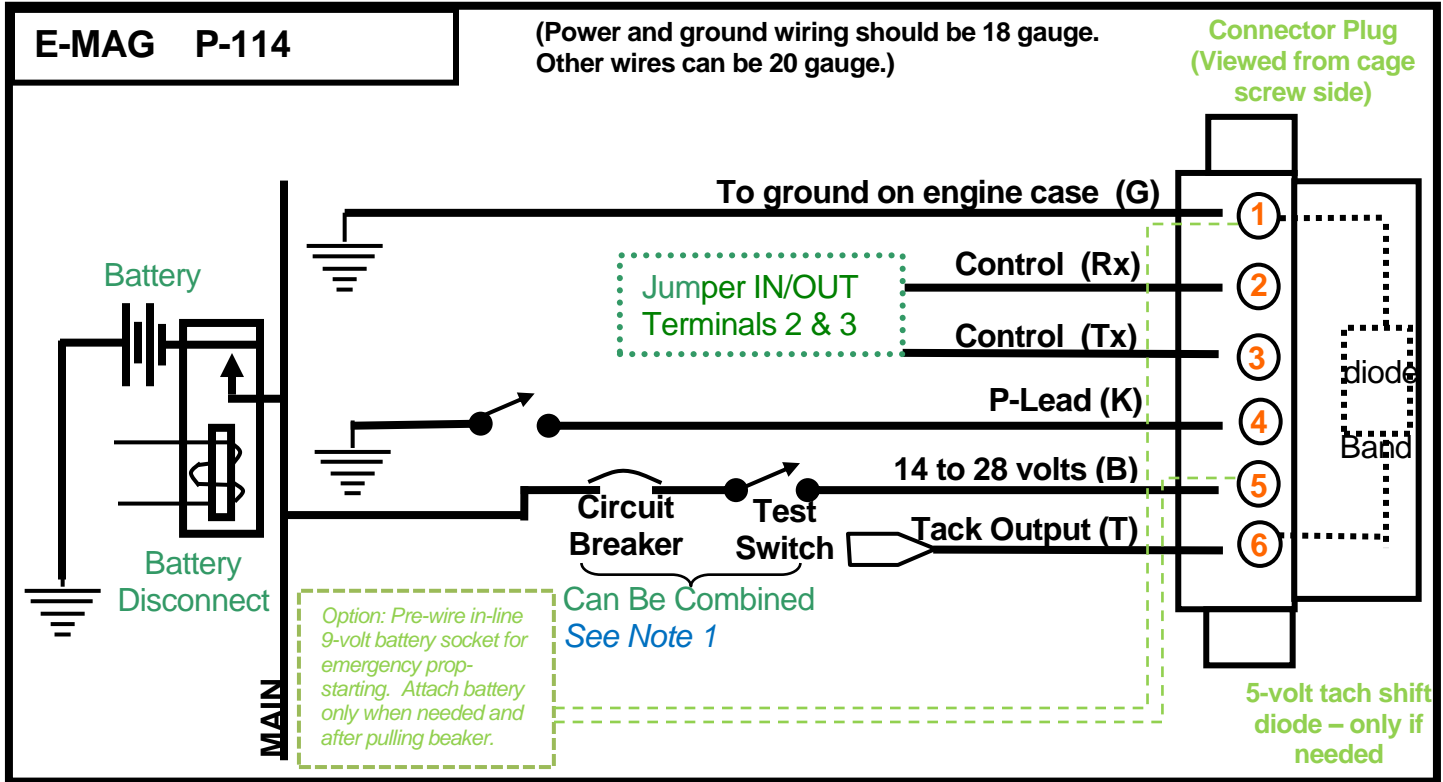 E-MAG P-114
(Power and ground wiring should be 18 gauge.
Other wires can be 20 gauge.)
Connector Plug
(Viewed from cage
screw side)
To ground on engine case (G)
1
Control (Rx)
2
Jumper IN/OUT
Terminals 2 & 3
Control (Tx)
3
diode
Band
P-Lead (K)
4
14 to 28 volts (B)
5
Tack Output (T)
6
Battery
Battery
Disconnect
MAIN
Circuit
Breaker
Test
Switch
Can Be Combined
See Note 1
Option: Pre-wire in-line
9-volt battery socket for
emergency prop-
starting. Attach battery
only when needed and
after pulling beaker.
5-volt tach shift
diode – only if
needed